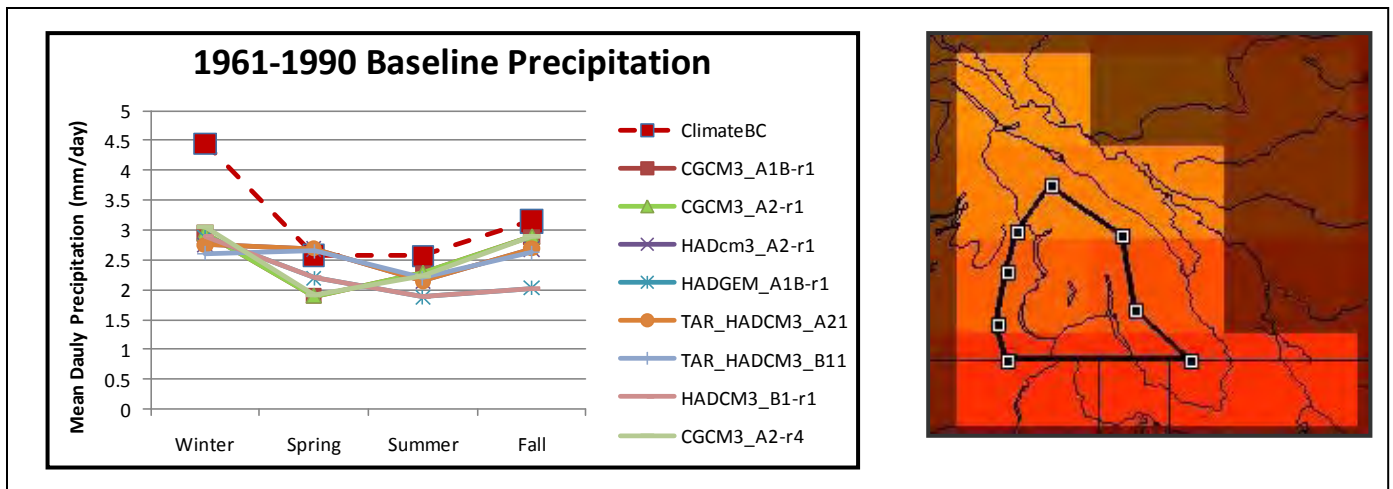 1961-1990 Baseline Precipitation
Mean Dauly Precipitation (mm/day)
5
4.5
4
3.5
3
2.5
2
1.5
1
0.5
0
Winter
Spring
Summer
Fall
ClimateBC
CGCM3_A1B-r1
CGCM3_A2-r1
HADcm3_A2-r1
HADGEM_A1B-r1
TAR_HADCM3_A21
TAR_HADCM3_B11
HADCM3_B1-r1
CGCM3_A2-r4